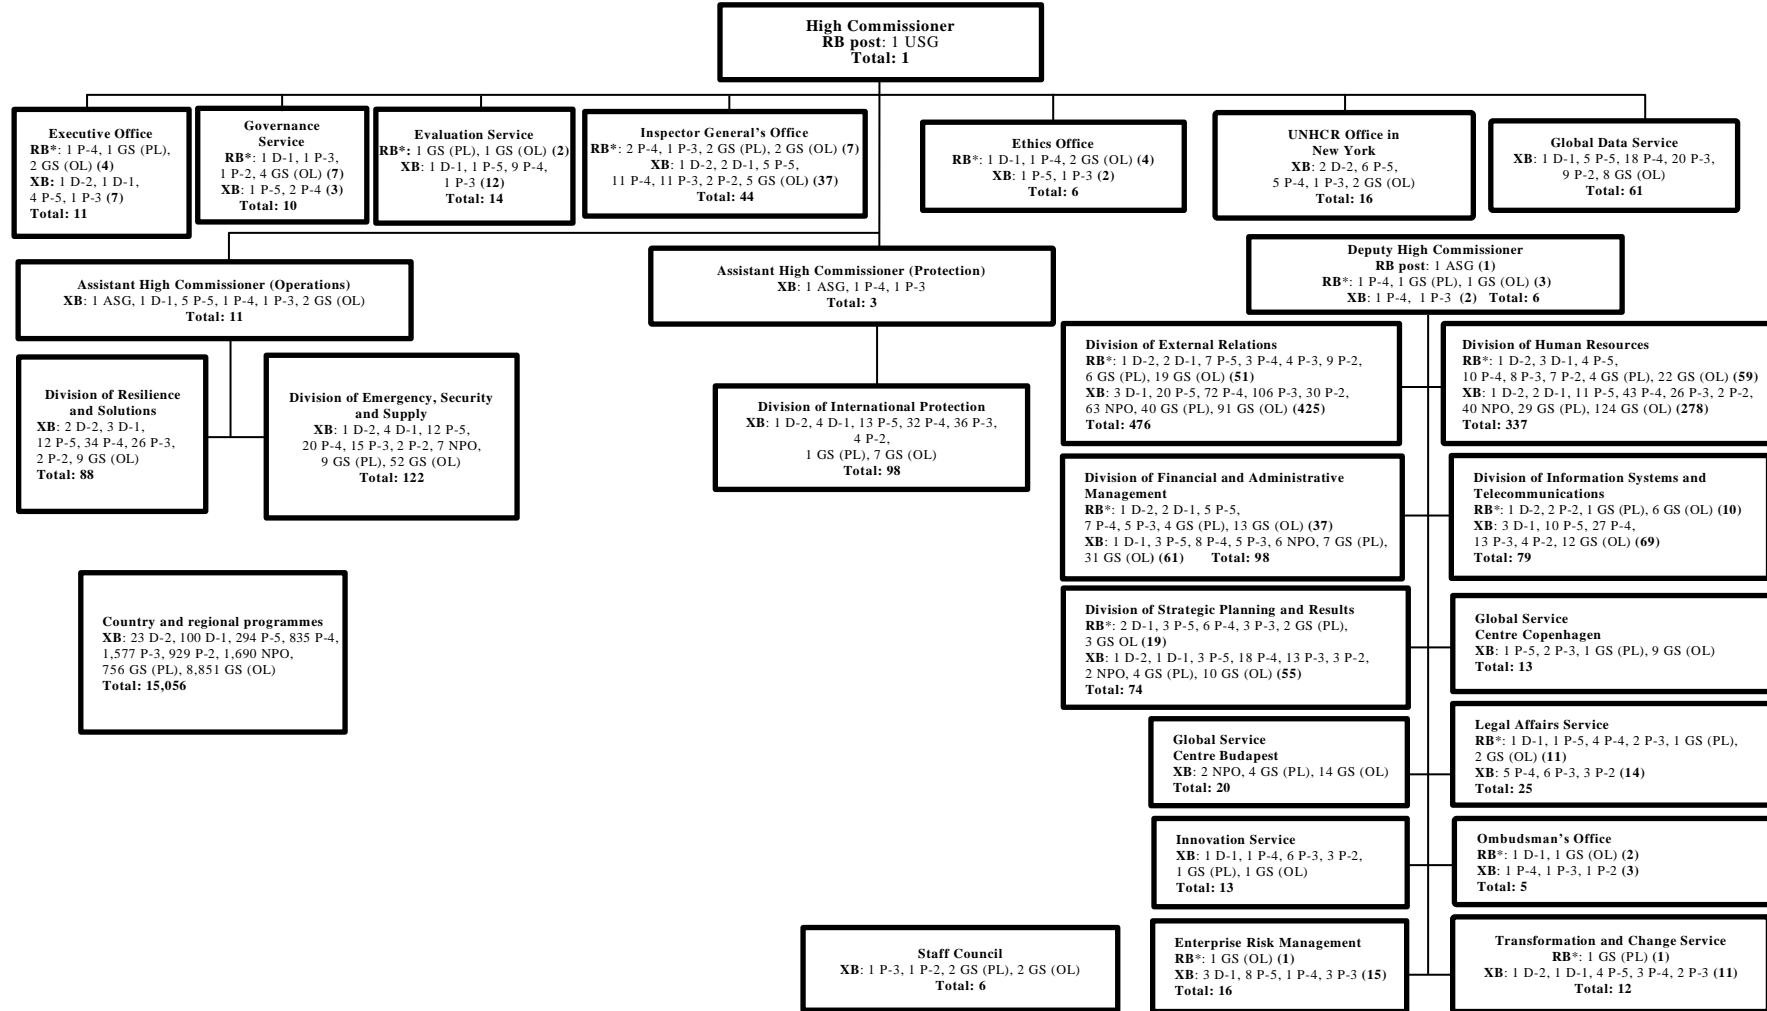 High Commissioner
RB post: 1 USG
Total: 1
Executive Office
RB*: 1 P-4, 1 GS (PL),
2 GS (OL) (4)
XB: 1 D-2, 1 D-1,
4 P-5, 1 P-3 (7)
Total: 11
Governance
Service
RB*: 1 D-1, 1 P-3,
1 P-2, 4 GS (OL) (7)
XB: 1 P-5, 2 P-4 (3)
Total: 10
Evaluation Service
RB*: 1 GS (PL), 1 GS (OL) (2)
XB: 1 D-1, 1 P-5, 9 P-4,
1 P-3 (12)
Total: 14
Inspector General's Office
RB*: 2 P-4, 1 P-3, 2 GS (PL), 2 GS (OL) (7)
XB: 1 D-2, 2 D-1, 5 P-5,
11 P-4, 11 P-3, 2 P-2, 5 GS (OL) (37)
Total: 44
Ethics Office
RB*: 1 D-1, 1 P-4, 2 GS (OL) (4)
XB: 1 P-5, 1 P-3 (2)
Total: 6
UNHCR Office in
New York
XB: 2 D-2, 6 P-5,
5 P-4, 1 P-3, 2 GS (OL)
Total: 16
Global Data Service
XB: 1 D-1, 5 P-5, 18 P-4, 20 P-3,
9 P-2, 8 GS (OL)
Total: 61
Assistant High Commissioner (Operations)
XB: 1 ASG, 1 D-1, 5 P-5, 1 P-4, 1 P-3, 2 GS (OL)
Total: 11
Assistant High Commissioner (Protection)
XB: 1 ASG, 1 P-4, 1 P-3
Total: 3
Deputy High Commissioner
RB post: 1 ASG (1)
RB*: 1 P-4, 1 GS (PL), 1 GS (OL) (3)
XB: 1 P-4, 1 P-3 (2) Total: 6
Division of Resilience
and Solutions
XB: 2 D-2, 3 D-1,
12 P-5, 34 P-4, 26 P-3,
2 P-2, 9 GS (OL)
Total: 88
Division of Emergency, Security
and Supply
XB: 1 D-2, 4 D-1, 12 P-5,
20 P-4, 15 P-3, 2 P-2, 7 NPO,
9 GS (PL), 52 GS (OL)
Total: 122
Division of International Protection
XB: 1 D-2, 4 D-1, 13 P-5, 32 P-4, 36 P-3,
4 P-2,
1 GS (PL), 7 GS (OL)
Total: 98
Division of External Relations
RB*: 1 D-2, 2 D-1, 7 P-5, 3 P-4, 4 P-3, 9 P-2,
6 GS (PL), 19 GS (OL) (51)
XB: 3 D-1, 20 P-5, 72 P-4, 106 P-3, 30 P-2,
63 NPO, 40 GS (PL), 91 GS (OL) (425)
Total: 476
Division of Human Resources
RB*: 1 D-2, 3 D-1, 4 P-5,
10 P-4, 8 P-3, 7 P-2, 4 GS (PL), 22 GS (OL) (59)
XB: 1 D-2, 2 D-1, 11 P-5, 43 P-4, 26 P-3, 2 P-2,
40 NPO, 29 GS (PL), 124 GS (OL) (278)
Total: 337
Division of Financial and Administrative
Management
RB*: 1 D-2, 2 D-1, 5 P-5,
7 P-4, 5 P-3, 4 GS (PL), 13 GS (OL) (37)
XB: 1 D-1, 3 P-5, 8 P-4, 5 P-3, 6 NPO, 7 GS (PL),
31 GS (OL) (61) Total: 98
Division of Information Systems and
Telecommunications
RB*: 1 D-2, 2 P-2, 1 GS (PL), 6 GS (OL) (10)
XB: 3 D-1, 10 P-5, 27 P-4,
13 P-3, 4 P-2, 12 GS (OL) (69)
Total: 79
Country and regional programmes
XB: 23 D-2, 100 D-1, 294 P-5, 835 P-4,
1,577 P-3, 929 P-2, 1,690 NPO,
756 GS (PL), 8,851 GS (OL)
Total: 15,056
Division of Strategic Planning and Results
RB*: 2 D-1, 3 P-5, 6 P-4, 3 P-3, 2 GS (PL),
3 GS OL (19)
XB: 1 D-2, 1 D-1, 3 P-5, 18 P-4, 13 P-3, 3 P-2,
2 NPO, 4 GS (PL), 10 GS (OL) (55)
Total: 74
Global Service
Centre Copenhagen
XB: 1 P-5, 2 P-3, 1 GS (PL), 9 GS (OL)
Total: 13
Global Service
Centre Budapest
XB: 2 NPO, 4 GS (PL), 14 GS (OL)
Total: 20
Legal Affairs Service
RB*: 1 D-1, 1 P-5, 4 P-4, 2 P-3, 1 GS (PL),
2 GS (OL) (11)
XB: 5 P-4, 6 P-3, 3 P-2 (14)
Total: 25
Innovation Service
XB: 1 D-1, 1 P-4, 6 P-3, 3 P-2,
1 GS (PL), 1 GS (OL)
Total: 13
Ombudsman's Office
RB*: 1 D-1, 1 GS (OL) (2)
XB: 1 P-4, 1 P-3, 1 P-2 (3)
Total: 5
Staff Council
XB: 1 P-3, 1 P-2, 2 GS (PL), 2 GS (OL)
Total: 6
Enterprise Risk Management
RB*: 1 GS (OL) (1)
XB: 3 D-1, 8 P-5, 1 P-4, 3 P-3 (15)
Total: 16
Transformation and Change Service
RB*: 1 GS (PL) (1)
XB: 1 D-2, 1 D-1, 4 P-5, 3 P-4, 2 P-3 (11)
Total: 12